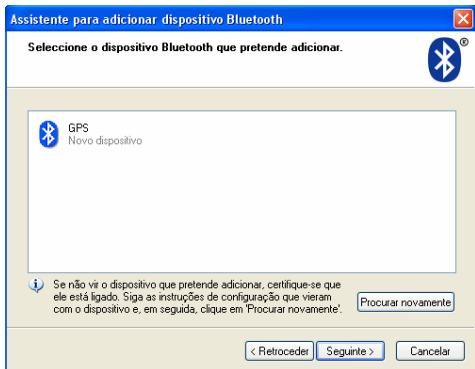 Assistente para adicionar dispositivo Bluetooth
Seleccione o dispositivo Bluetooth que pretende adicionar.
®
GPS
Novo dispositivo
Se não vir o dispositivo que pretende adicionar, certifique-se que
ele está ligado. Siga as instruções de configuração que vieram
com o dispositivo e, em seguida, clique em 'Procurar novamente'.
Procurar novamente
< Retroceder
Seguinte >
Cancelar